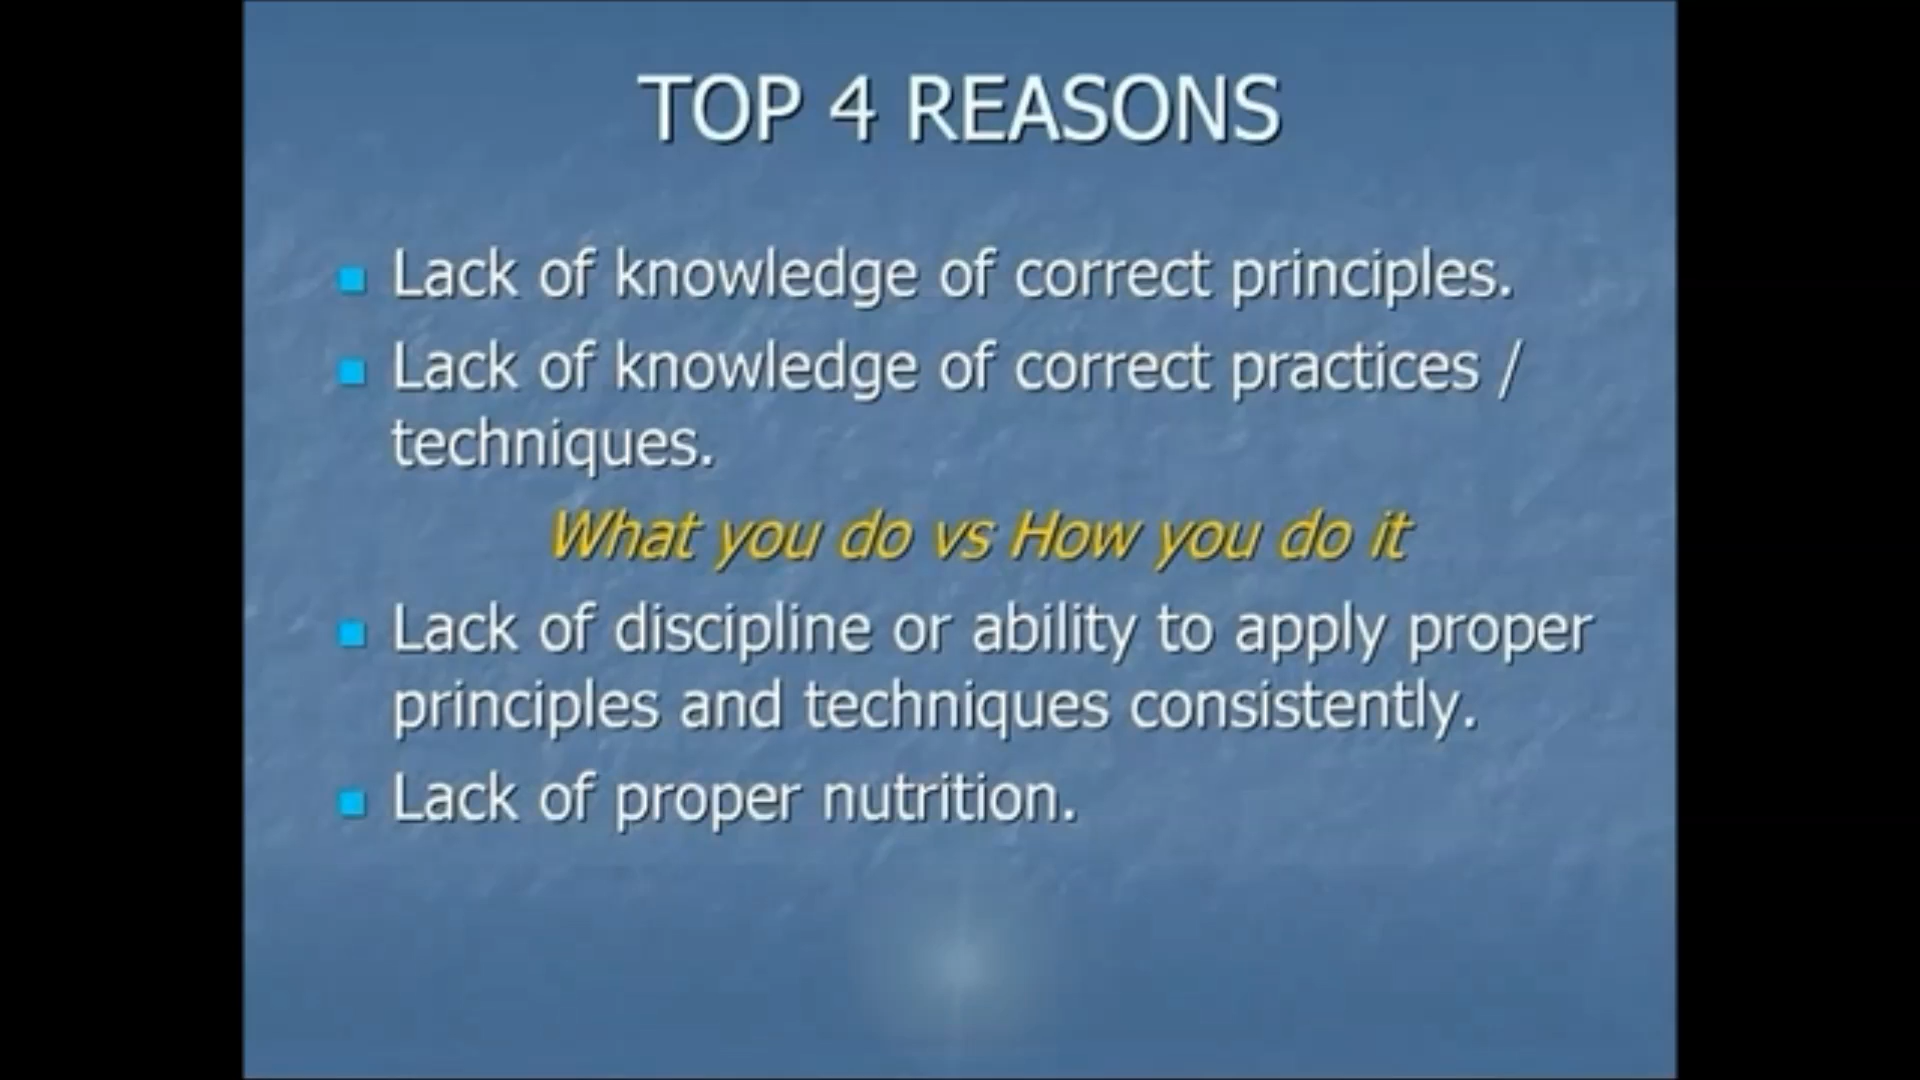 TOP 4 REASONS
Lack of knowledge of correct principles.
Lack of knowledge of correct practices /
techniques.
What you do vs How you do it
Lack of discipline or ability to apply proper
principles and techniques consistently.
Lack of proper nutrition.